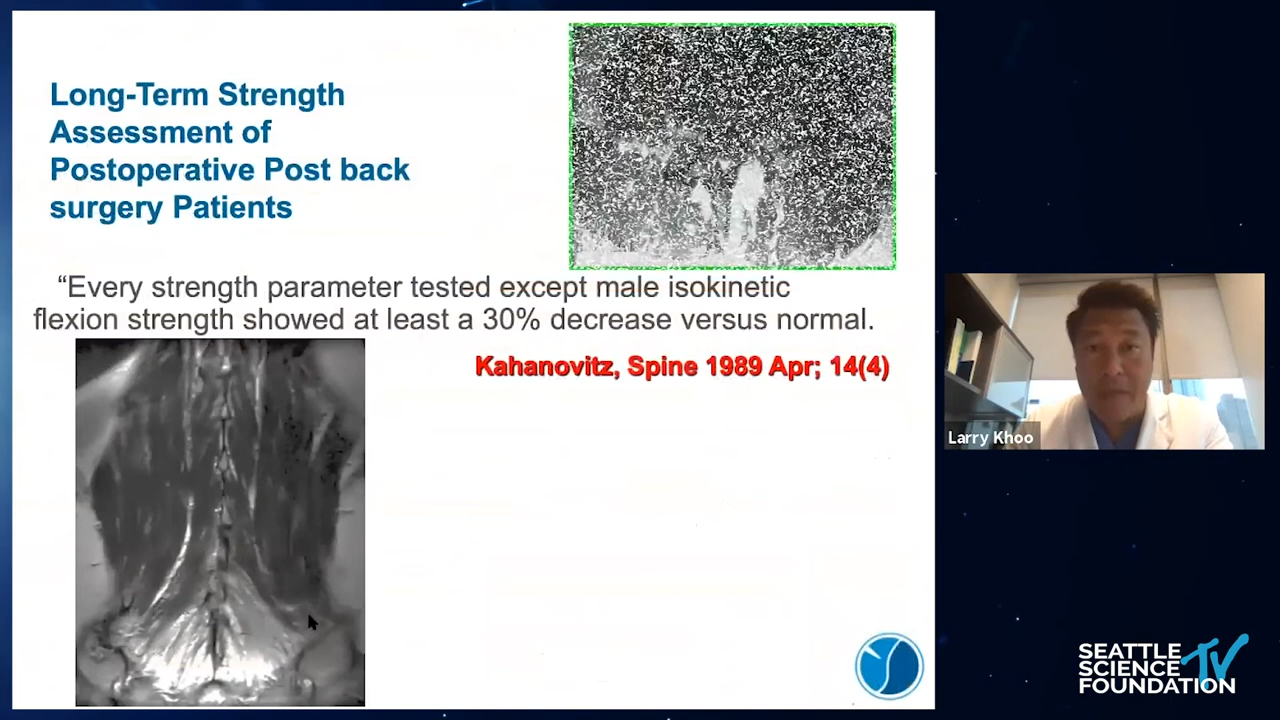 Long-Term Strength
Assessment of
Postoperative Post back
surgery Patients
“Every strength parameter tested except male isokinetic
flexion strength showed at least a 30% decrease versus normal.
Kahanovitz, Spine 1989 Apr; 14(4)
Larry Khoo
SEATTLE
SCIENCE TV
FOUNDATION